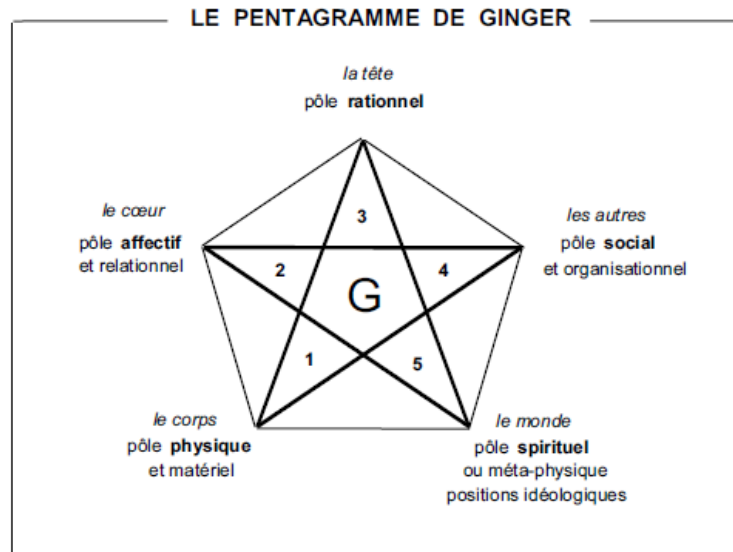 LE PENTAGRAMME DE GINGER
la tête
pôle rationnel
le cœur
pôle affectif
et relationnel
les autres
pôle social
et organisationnel
3
2
4
G
1
5
le corps
pôle physique
et matériel
le monde
pôle spirituel
ou méta-physique
positions idéologiques